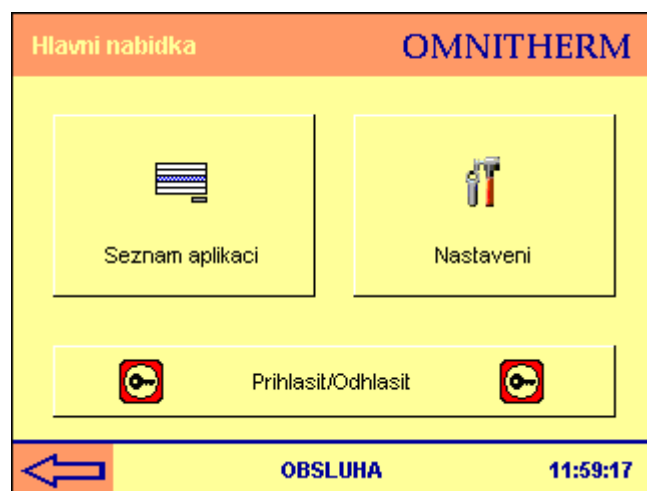 Hlavni nabidka OMNITHERM
Seznam aplikaci Nastaveni
Prihlasit/Odhlasit
OBSLUHA 11:59:17